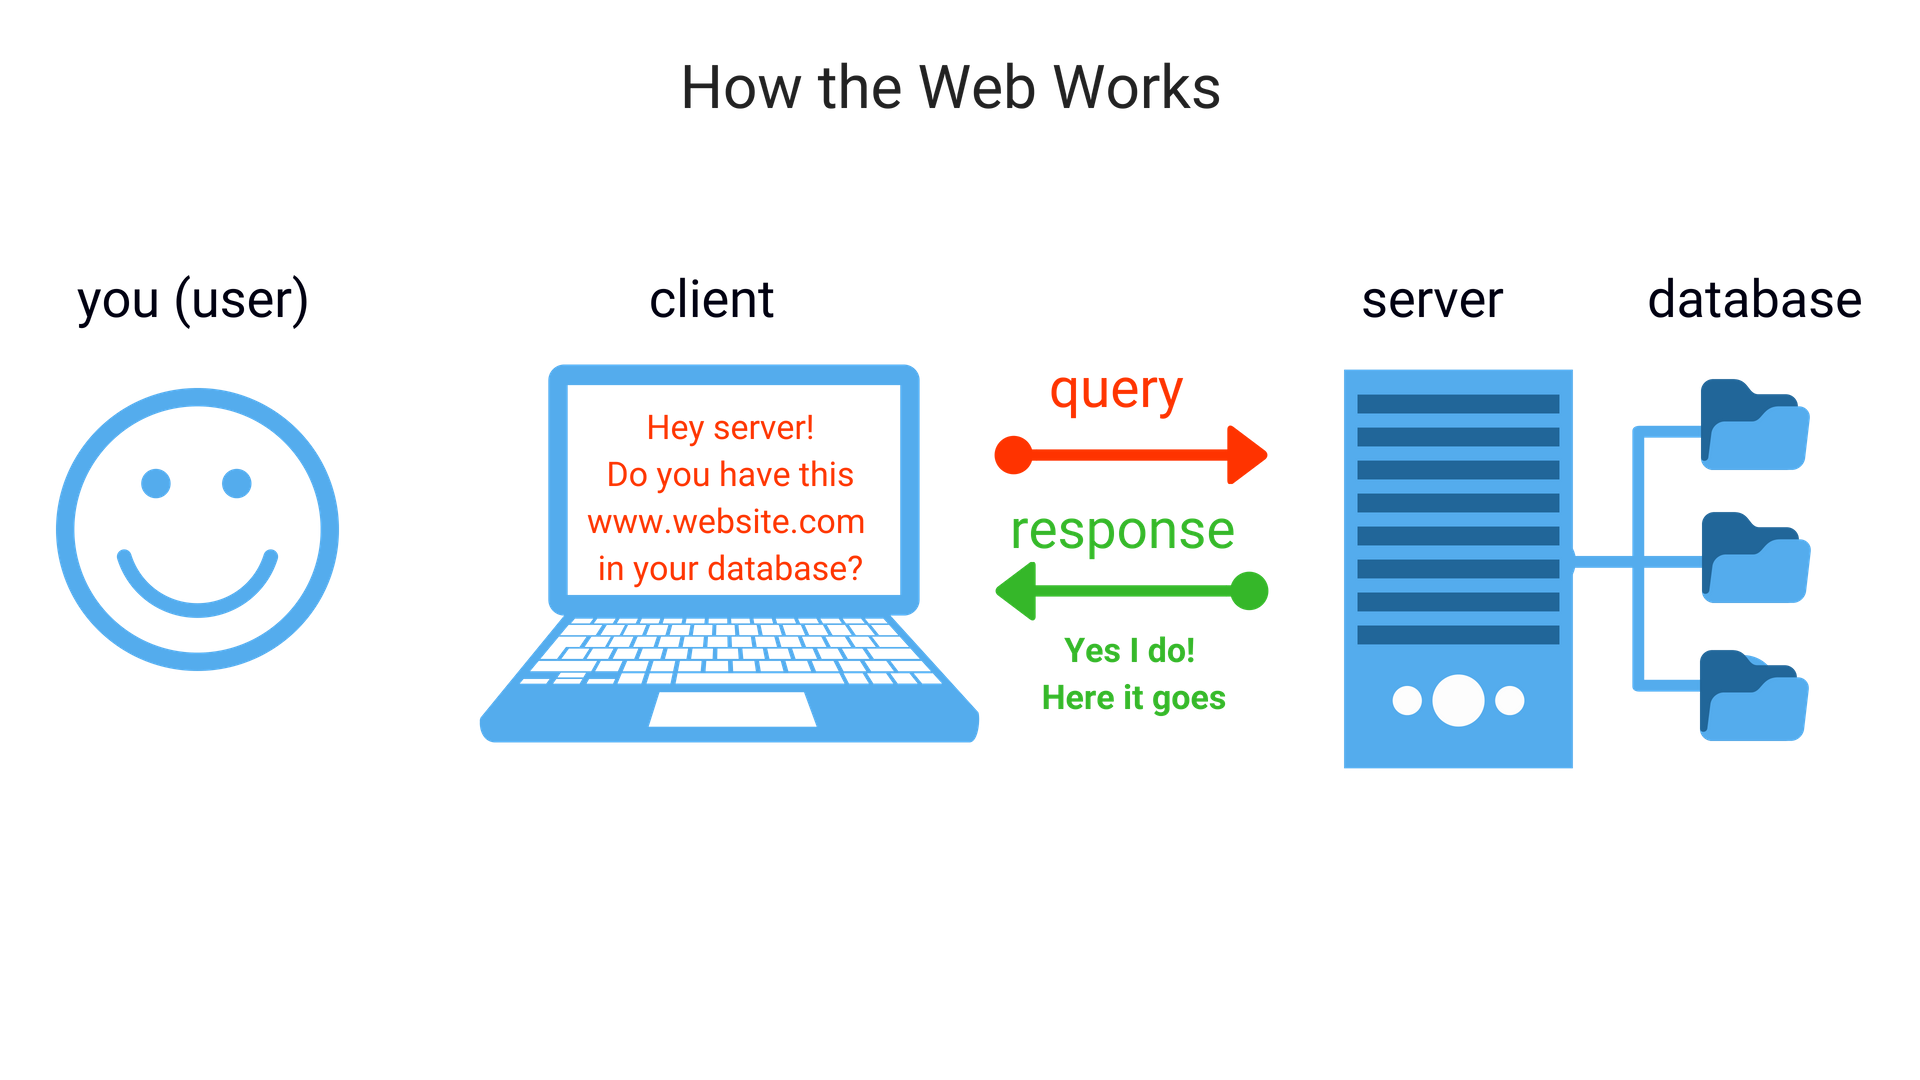 How the Web Works
you (user)
client
server
database
Hey server!
Do you have this
www.website.com
in your database?
query
response
Yes I do!
Here it goes